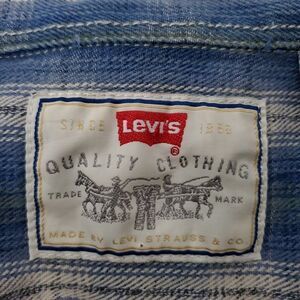 Levi's
SINCE 1853
®
QUALITY CLOTHING
TRADE MARK
MADE BY LEVI STRAUSS & CO